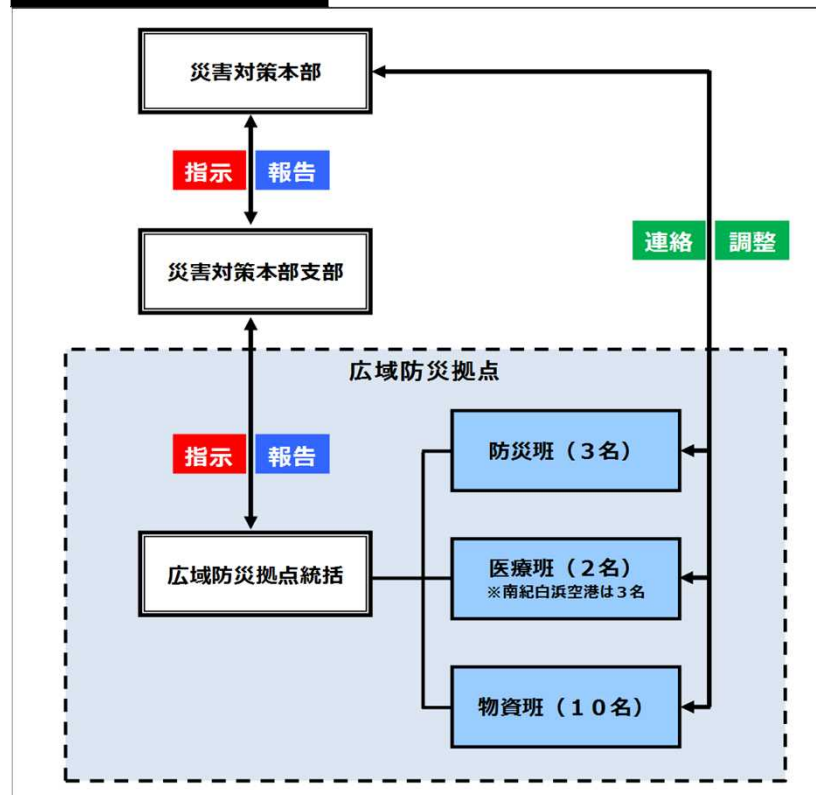 災害対策本部
指示 報告
連絡 調整
災害対策本部支部
広域防災拠点
指示 報告
防災班（３名）
広域防災拠点統括
医療班（２名）
※南紀白浜空港は３名
物資班（１０名）